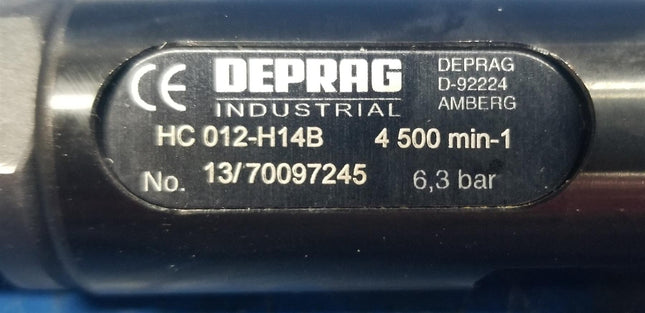 CE DEPRAG
INDUSTRIAL
DEPRAG
D-92224
AMBERG
HC 012-H14B 4 500 min-1
No. 13/70097245 6,3 bar